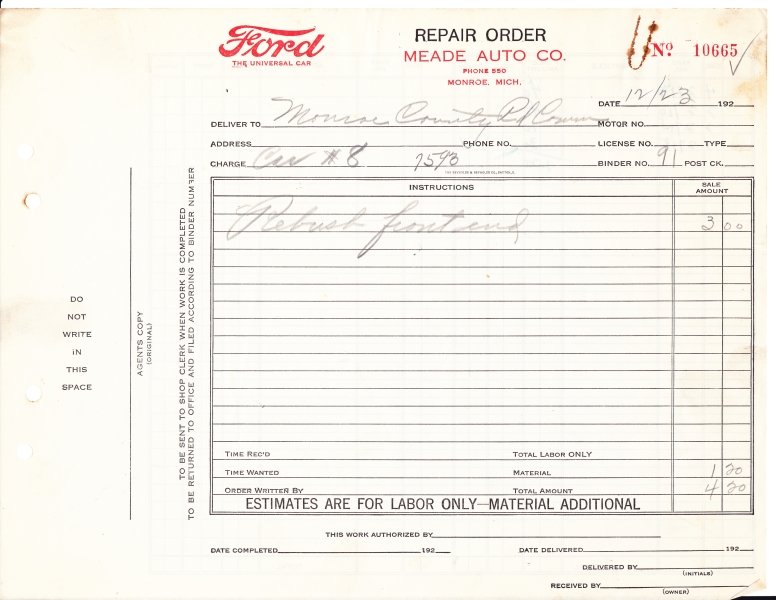 Ford
THE UNIVERSAL CAR
REPAIR ORDER
MEADE AUTO CO.
PHONE 550
MONROE, MICH.
No 10665
DATE 12/23 192
DELIVER TO Monroe County Rd Comm MOTOR NO.
ADDRESS PHONE NO. LICENSE NO. TYPE
CHARGE Car #8 7593 BINDER NO. 91 POST CK.
INSTRUCTIONS SALE AMOUNT
Rebush front end 3 00
DO
NOT
WRITE
IN
THIS
SPACE
AGENTS COPY
(ORIGINAL)
TO BE SENT TO SHOP CLERK WHEN WORK IS COMPLETED
TO BE RETURNED TO OFFICE AND FILED ACCORDING TO BINDER NUMBER
TIME REC'D TOTAL LABOR ONLY
TIME WANTED MATERIAL 1 20
ORDER WRITTEN BY TOTAL AMOUNT 4 20
ESTIMATES ARE FOR LABOR ONLY—MATERIAL ADDITIONAL
THIS WORK AUTHORIZED BY
DATE COMPLETED 192 DATE DELIVERED 192
DELIVERED BY
(INITIALS)
RECEIVED BY
(OWNER)